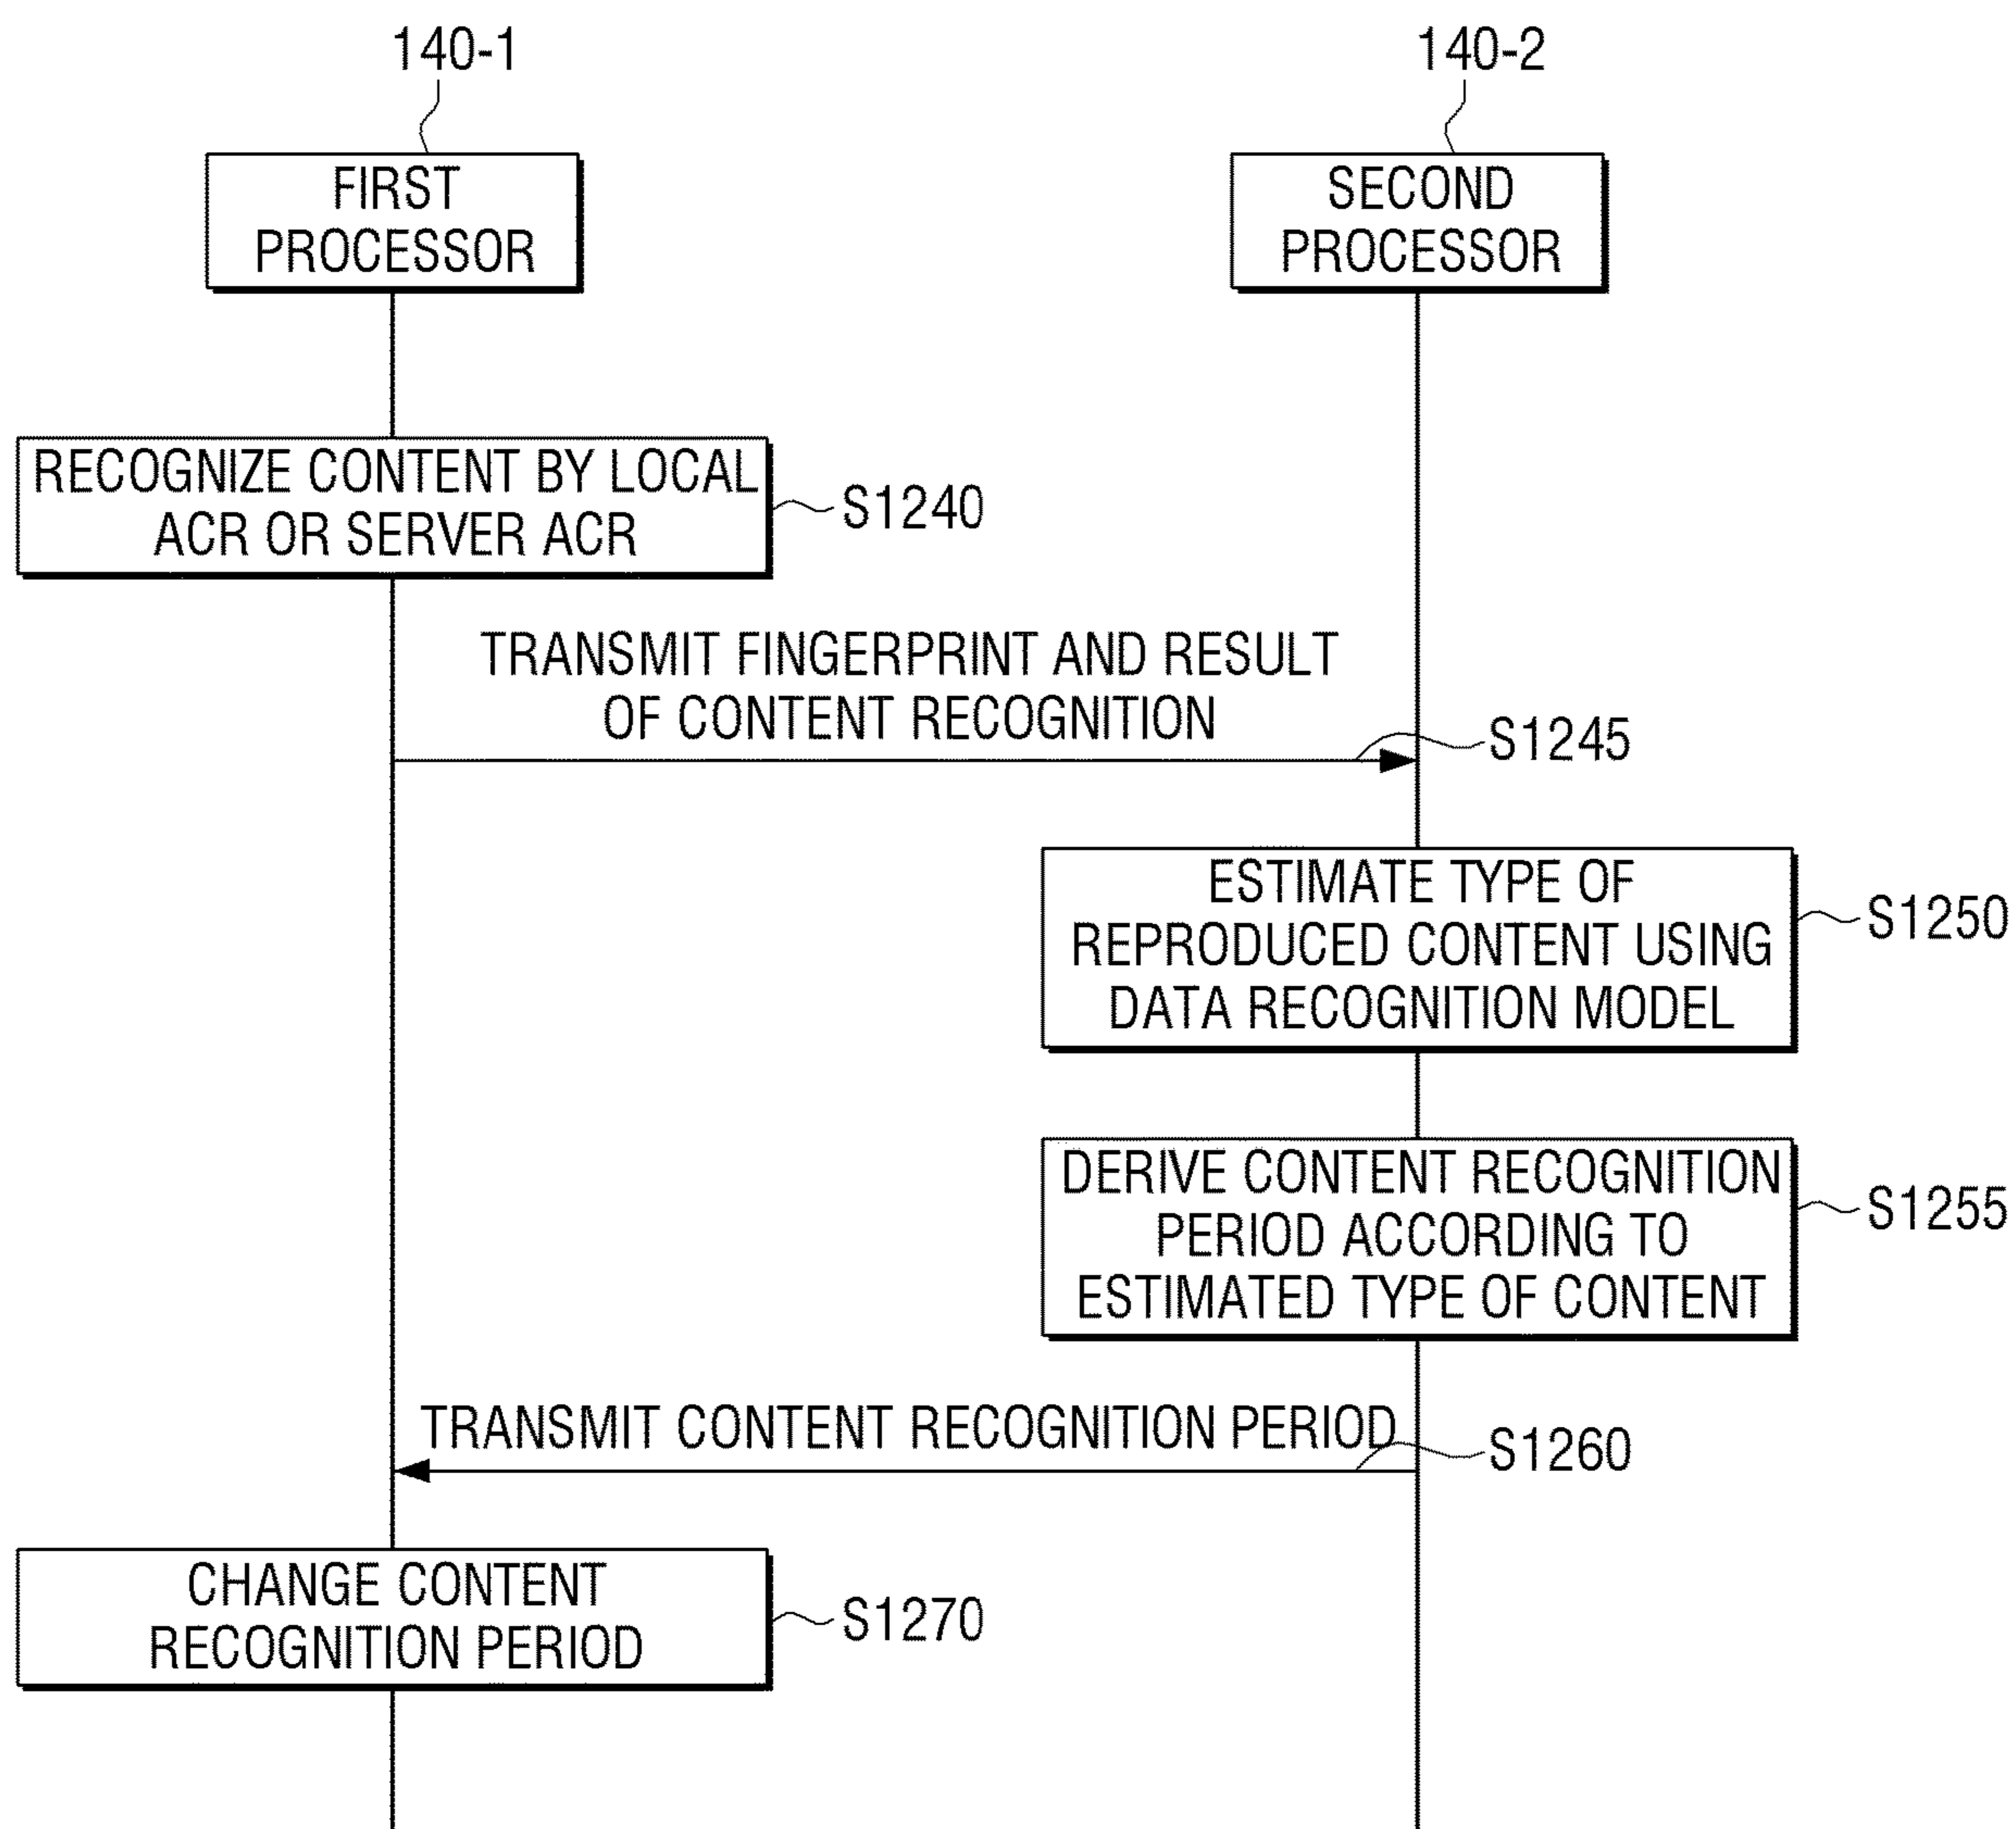 140-1
140-2
FIRST
PROCESSOR
SECOND
PROCESSOR
RECOGNIZE CONTENT BY LOCAL
ACR OR SERVER ACR
S1240
TRANSMIT FINGERPRINT AND RESULT
OF CONTENT RECOGNITION
S1245
ESTIMATE TYPE OF
REPRODUCED CONTENT USING
DATA RECOGNITION MODEL
S1250
DERIVE CONTENT RECOGNITION
PERIOD ACCORDING TO
ESTIMATED TYPE OF CONTENT
S1255
TRANSMIT CONTENT RECOGNITION PERIOD
S1260
CHANGE CONTENT
RECOGNITION PERIOD
S1270